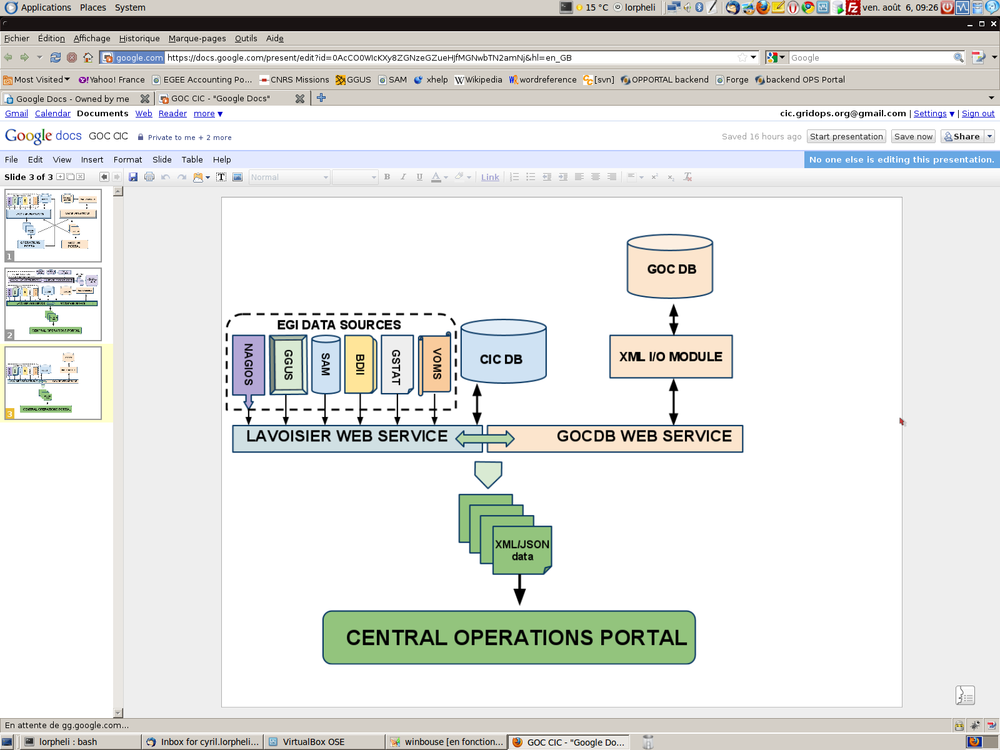 Applications Places System 15 °C lorpheli ven. août 6, 09:26
Fichier Édition Affichage Historique Marque-pages Outils Aide
google.com https://docs.google.com/present/edit?id=0AcCO0WIcKXy8ZGNzeGZueHJfMGNwbTN2amNj&hl=en_GB Google
Most Visited Yahoo! France EGEE Accounting Po... CNRS Missions GGUS SAM xhelp Wikipedia wordreference [svn] OPPORTAL backend Forge backend OPS Portal
Google Docs - Owned by me GOC CIC - "Google Docs"
Gmail Calendar Documents Web Reader more ▼ cic.gridops.org@gmail.com | Settings ▼ | Sign out
Google docs GOC CIC Private to me + 2 more Saved 16 hours ago Start presentation Save now Share
File Edit View Insert Format Slide Table Help No one else is editing this presentation.
Slide 3 of 3 Normal B I U A Link
1
2
CENTRAL OPERATIONS PORTAL
3
CENTRAL OPERATIONS PORTAL
GOC DB
EGI DATA SOURCES
NAGIOS GGUS SAM BDII GSTAT VOMS
CIC DB
XML I/O MODULE
LAVOISIER WEB SERVICE GOCDB WEB SERVICE
XML/JSON
data
CENTRAL OPERATIONS PORTAL
En attente de gg.google.com...
lorpheli : bash Inbox for cyril.lorpheli... VirtualBox OSE winbouse [en fonction... GOC CIC - "Google Do...